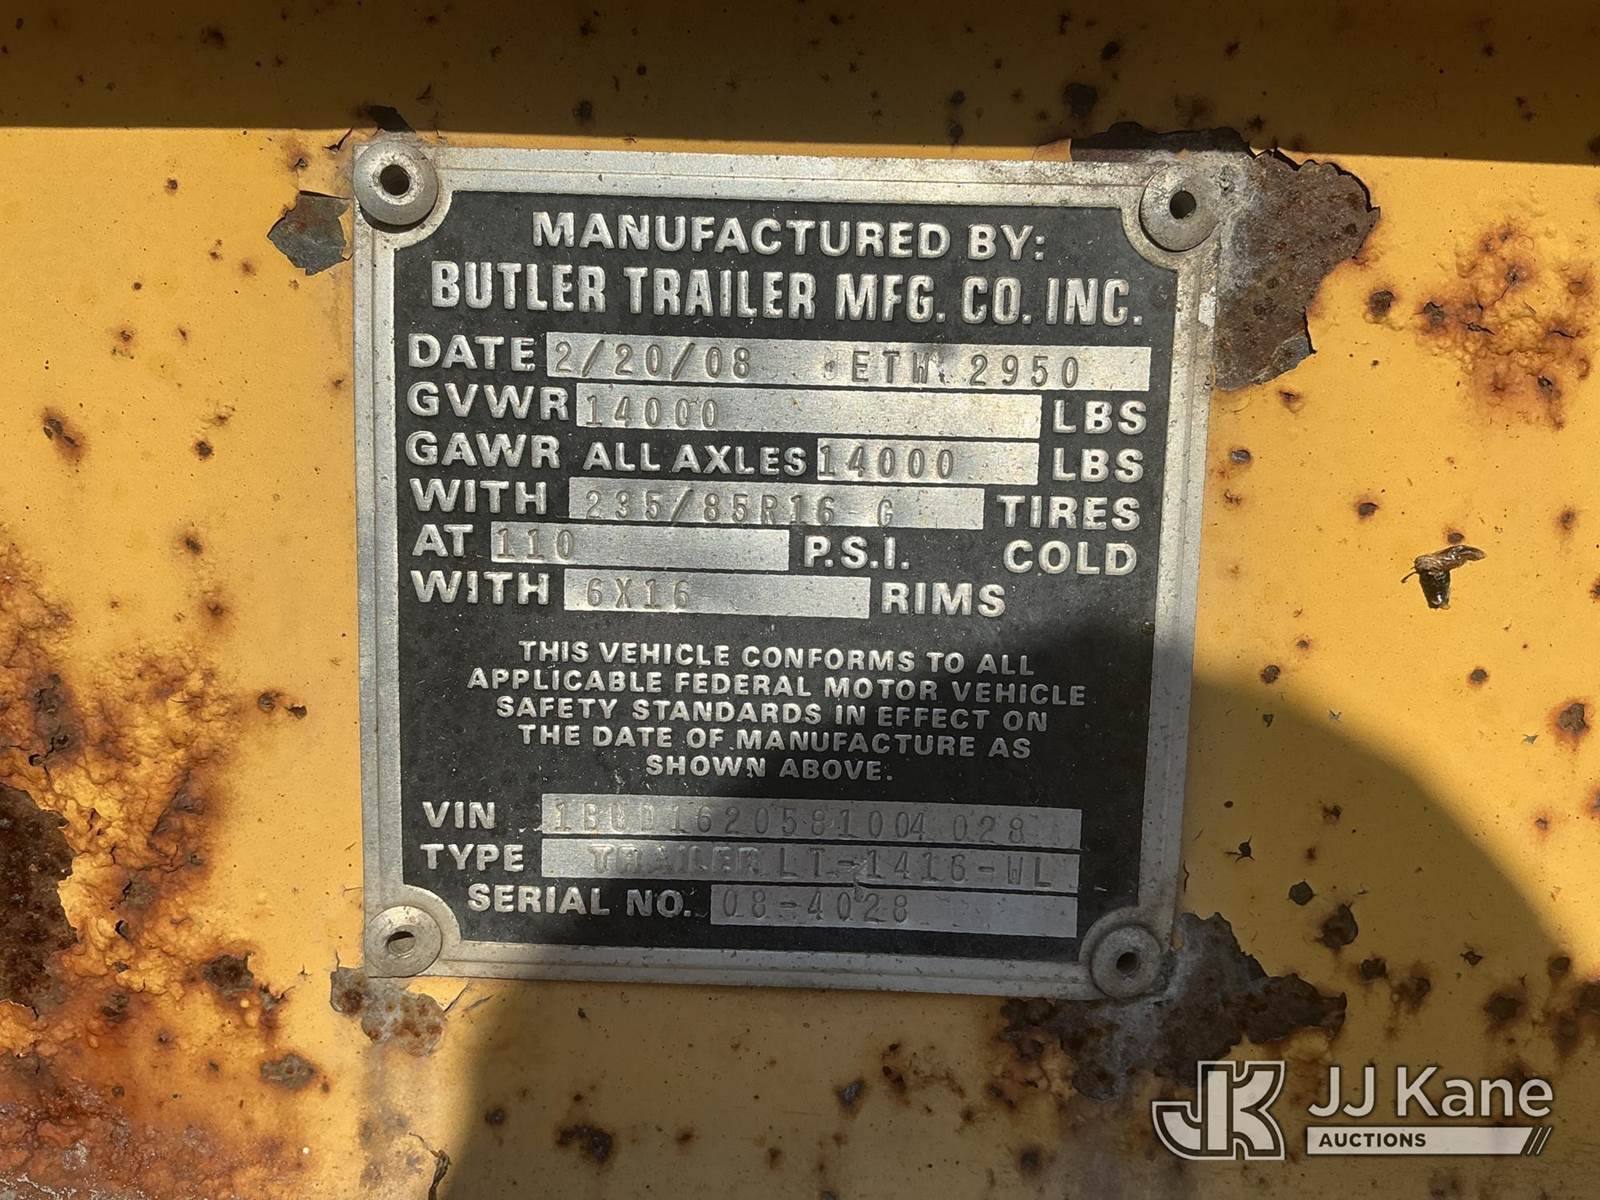 MANUFACTURED BY:
BUTLER TRAILER MFG. CO. INC.
DATE 2/20/08 ETW 2950
GVWR 14000 LBS
GAWR ALL AXLES 14000 LBS
WITH 235/85R16 G TIRES
AT 110 P.S.I. COLD
WITH 6X16 RIMS
THIS VEHICLE CONFORMS TO ALL
APPLICABLE FEDERAL MOTOR VEHICLE
SAFETY STANDARDS IN EFFECT ON
THE DATE OF MANUFACTURE AS
SHOWN ABOVE.
VIN 1BUD1620581004028
TYPE TRAILER LT-1416-WL
SERIAL NO. 08-4028
JJ Kane
AUCTIONS